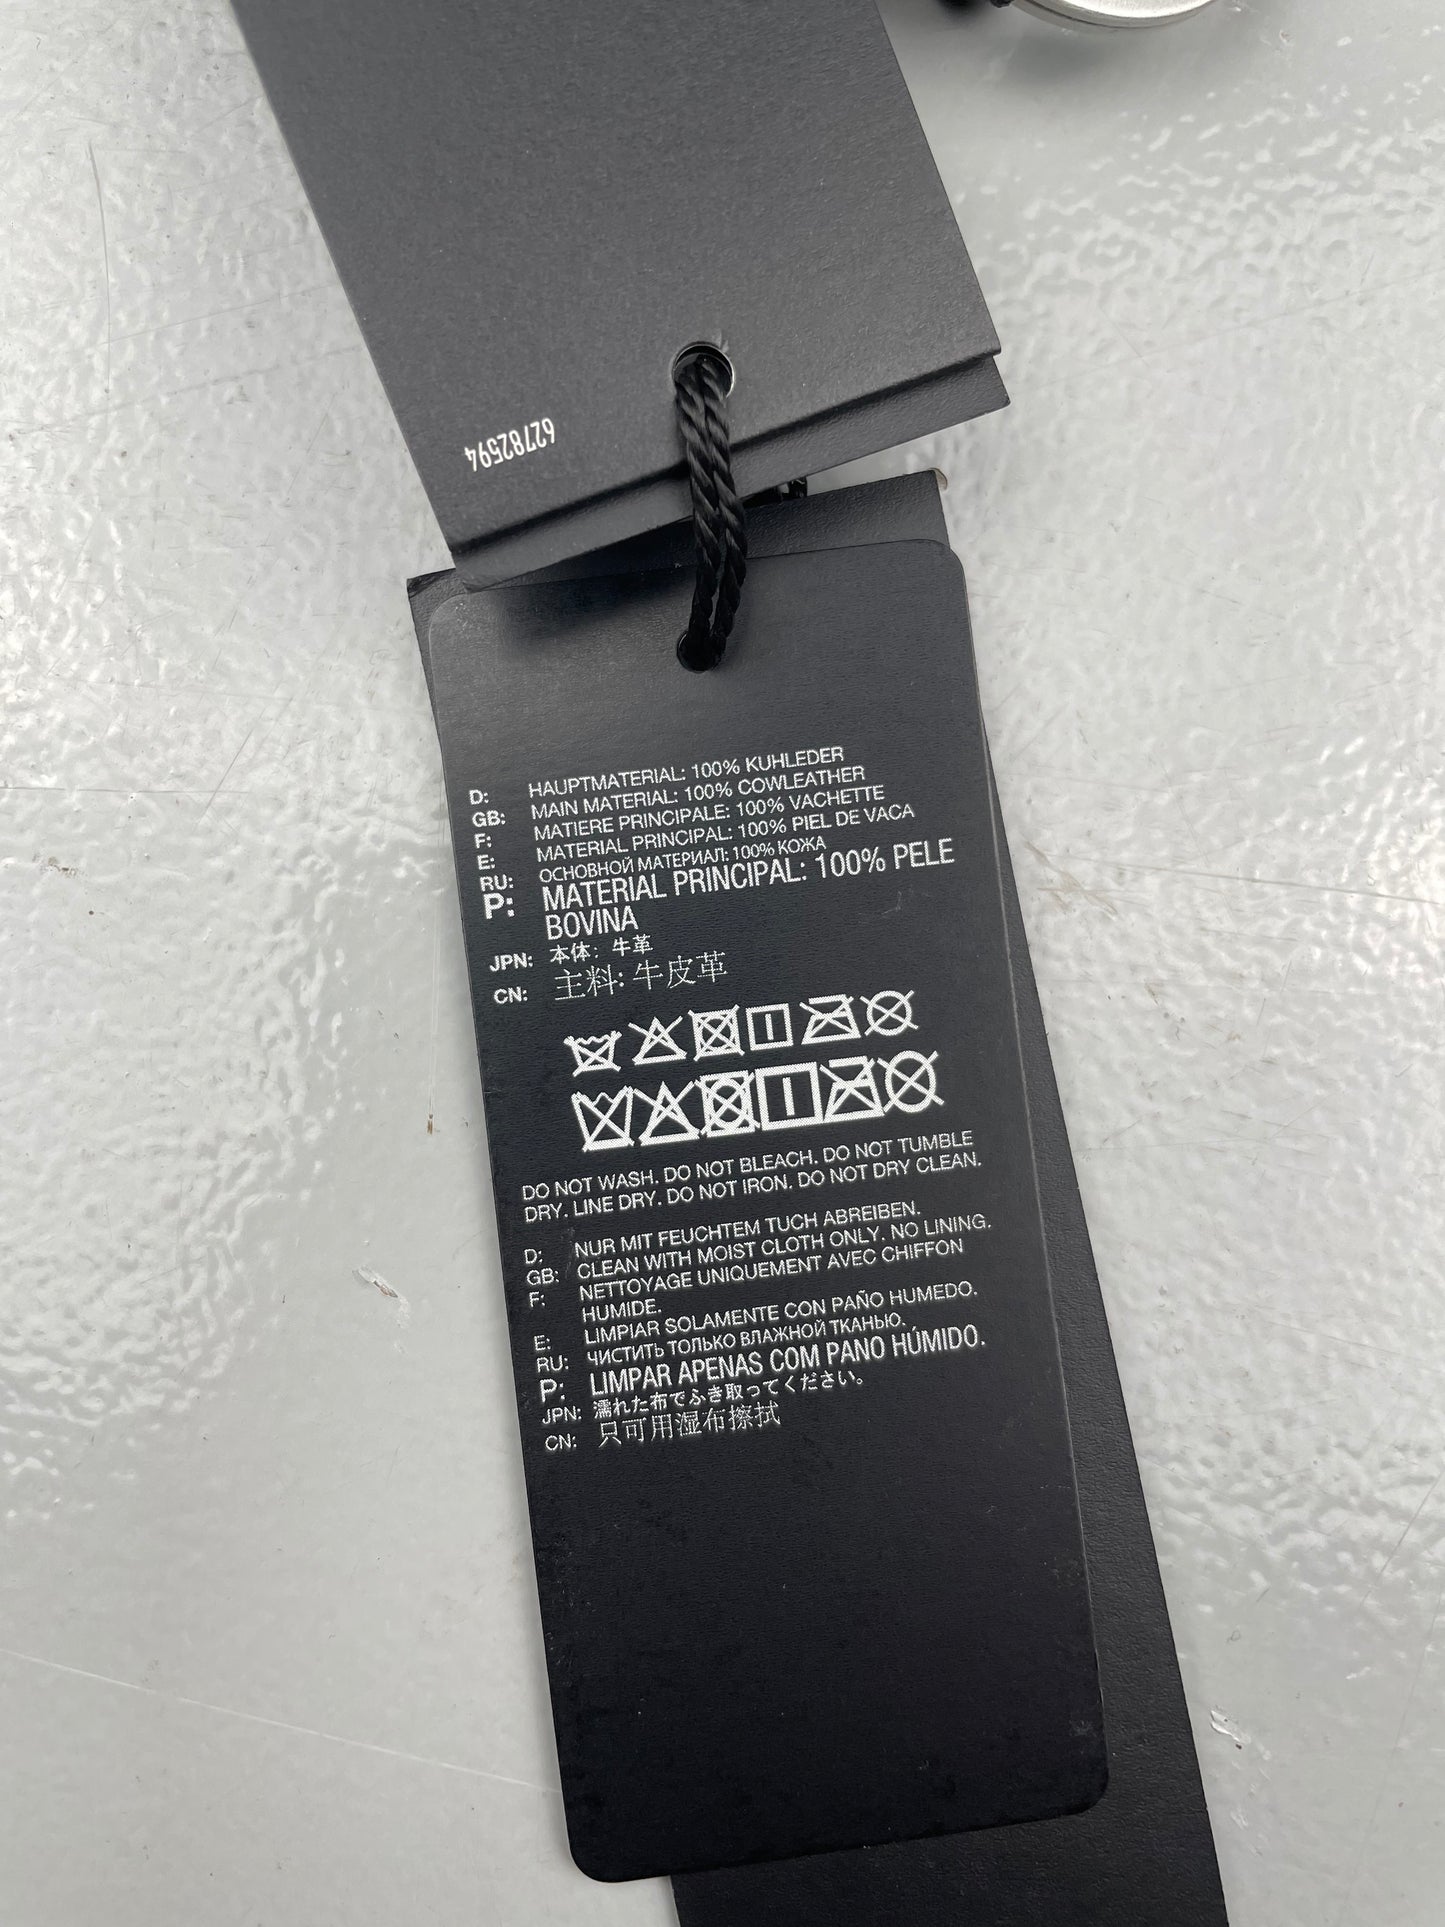 62782594
D: HAUPTMATERIAL: 100% KUHLEDER
GB: MAIN MATERIAL: 100% COWLEATHER
F: MATIERE PRINCIPALE: 100% VACHETTE
E: MATERIAL PRINCIPAL: 100% PIEL DE VACA
RU: ОСНОВНОЙ МАТЕРИАЛ: 100% КОЖА
P: MATERIAL PRINCIPAL: 100% PELE
BOVINA
JPN: 本体: 牛革
CN: 主料: 牛皮革
DO NOT WASH. DO NOT BLEACH. DO NOT TUMBLE
DRY. LINE DRY. DO NOT IRON. DO NOT DRY CLEAN.
D: NUR MIT FEUCHTEM TUCH ABREIBEN.
GB: CLEAN WITH MOIST CLOTH ONLY. NO LINING.
F: NETTOYAGE UNIQUEMENT AVEC CHIFFON
HUMIDE.
E: LIMPIAR SOLAMENTE CON PAÑO HUMEDO.
RU: ЧИСТИТЬ ТОЛЬКО ВЛАЖНОЙ ТКАНЬЮ.
P: LIMPAR APENAS COM PANO HÚMIDO.
JPN: 濡れた布でふき取ってください。
CN: 只可用湿布擦拭